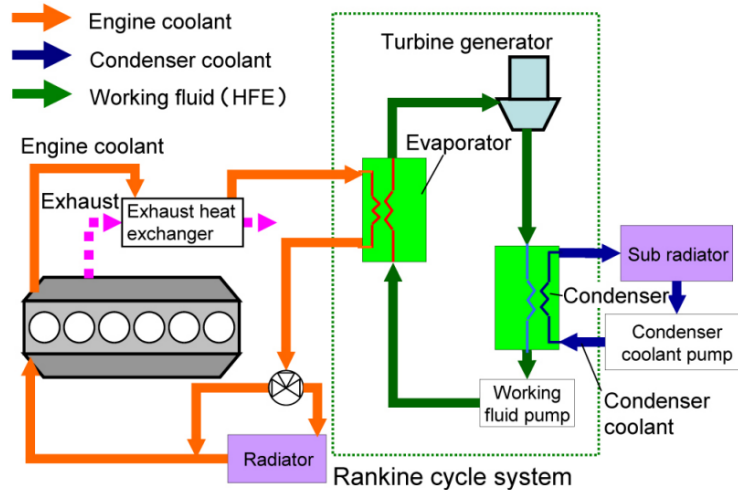 Engine coolant
Condenser coolant
Working fluid (HFE)
Turbine generator
Engine coolant
Evaporator
Exhaust
Exhaust heat
exchanger
Sub radiator
Condenser
Condenser
coolant pump
Working
fluid pump
Condenser
coolant
Radiator
Rankine cycle system